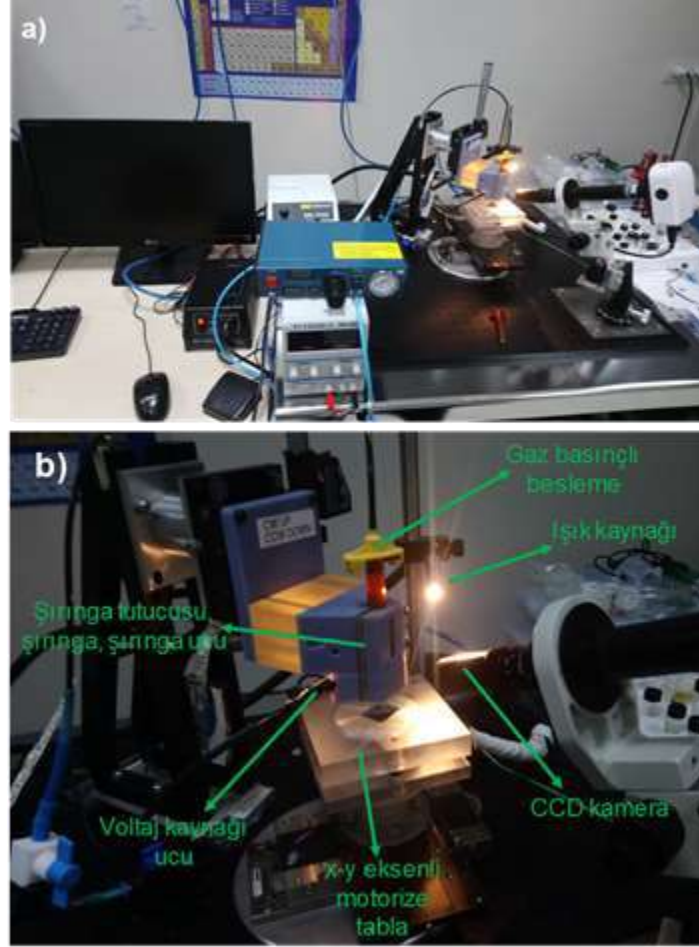 a)
b)
Gaz basınçlı
besleme
Işık kaynağı
Şırınga tutucusu,
şırınga, şırınga ucu
Voltaj kaynağı
ucu
CCD kamera
x-y eksenli
motorize
tabla